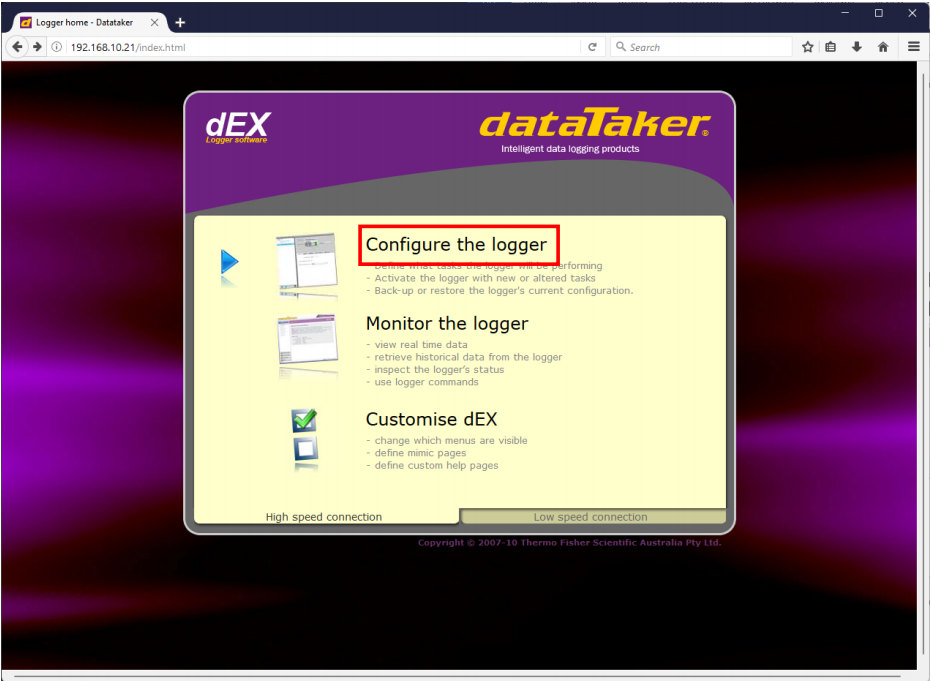 Logger home - Datataker
192.168.10.21/index.html
Search
dEX
Logger software
dataTaker.
Intelligent data logging products
Configure the logger
- Define what tasks the logger will be performing
- Activate the logger with new or altered tasks
- Back-up or restore the logger's current configuration.
Monitor the logger
- view real time data
- retrieve historical data from the logger
- inspect the logger's status
- use logger commands
Customise dEX
- change which menus are visible
- define mimic pages
- define custom help pages
High speed connection
Low speed connection
Copyright © 2007-10 Thermo Fisher Scientific Australia Pty Ltd.